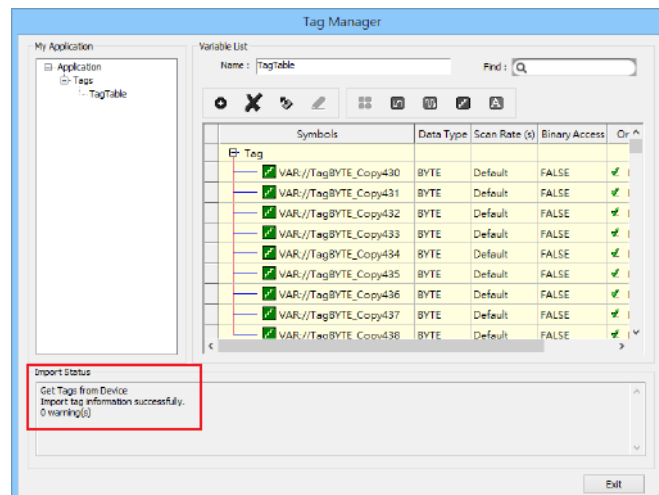 Tag Manager
My Application
Application
Tags
TagTable
Variable List
Name : TagTable
Find :
Symbols Data Type Scan Rate (s) Binary Access Or
Tag
VAR://TagBYTE_Copy430 BYTE Default FALSE
VAR://TagBYTE_Copy431 BYTE Default FALSE
VAR://TagBYTE_Copy432 BYTE Default FALSE
VAR://TagBYTE_Copy433 BYTE Default FALSE
VAR://TagBYTE_Copy434 BYTE Default FALSE
VAR://TagBYTE_Copy435 BYTE Default FALSE
VAR://TagBYTE_Copy436 BYTE Default FALSE
VAR://TagBYTE_Copy437 BYTE Default FALSE
VAR://TagBYTE_Copy438 BYTE Default FALSE
Import Status
Get Tags from Device
Import tag information successfully.
0 warning(s)
Exit